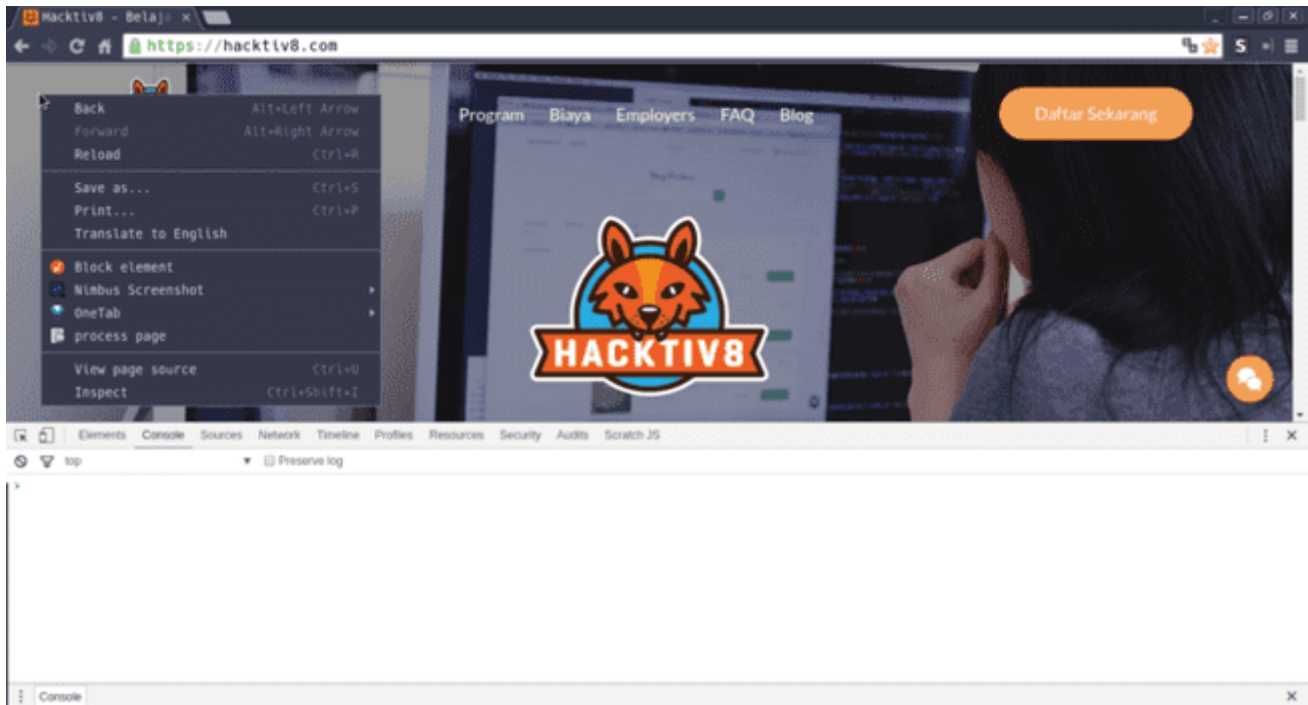 Hacktiv8 - Belaj
https://hacktiv8.com
Program Biaya Employers FAQ Blog
Daftar Sekarang
Back Alt+Left Arrow
Forward Alt+Right Arrow
Reload Ctrl+R
Save as... Ctrl+S
Print... Ctrl+P
Translate to English
Block element
Nimbus Screenshot
OneTab
process page
View page source Ctrl+U
Inspect Ctrl+Shift+I
HACKTIV8
Elements Console Sources Network Timeline Profiles Resources Security Audits Scratch JS
top Preserve log
Console